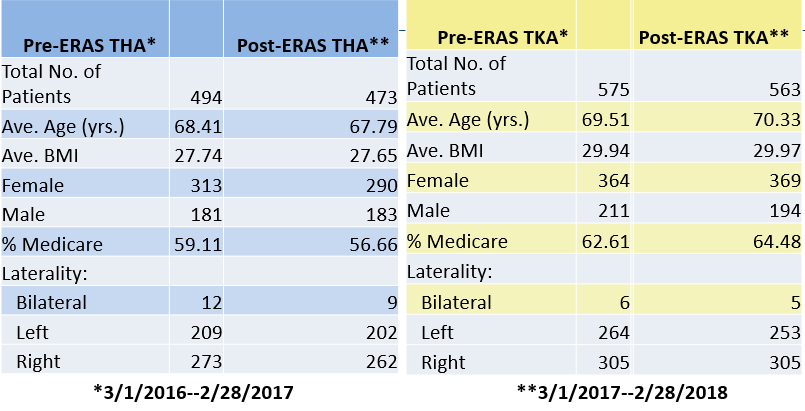 Pre-ERAS THA* Post-ERAS THA**
Total No. of
Patients 494 473
Ave. Age (yrs.) 68.41 67.79
Ave. BMI 27.74 27.65
Female 313 290
Male 181 183
% Medicare 59.11 56.66
Laterality:
Bilateral 12 9
Left 209 202
Right 273 262
*3/1/2016--2/28/2017
Pre-ERAS TKA* Post-ERAS TKA**
Total No. of
Patients 575 563
Ave. Age (yrs.) 69.51 70.33
Ave. BMI 29.94 29.97
Female 364 369
Male 211 194
% Medicare 62.61 64.48
Laterality:
Bilateral 6 5
Left 264 253
Right 305 305
**3/1/2017--2/28/2018